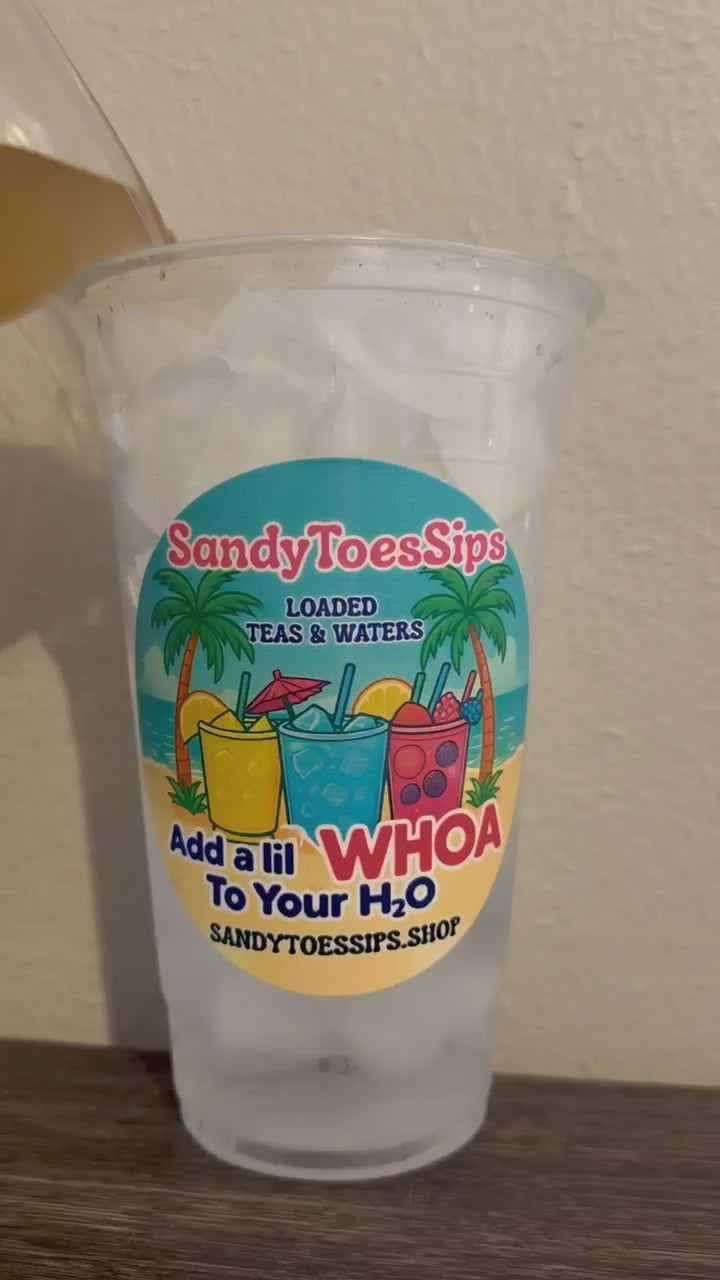 SandyToesSips
LOADED
TEAS & WATERS
Add a lil WHOA
To Your H₂O
SANDYTOESSIPS.SHOP